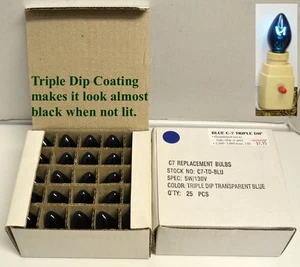 Triple Dip Coating
makes it look almost
black when not lit.
BLUE C-7 TRIPLE DIP
C7 REPLACEMENT BULBS
STOCK NO: C7-TD-BLU
SPEC: 5W/130V
COLOR: TRIPLE DIP TRANSPARENT BLUE
Q'TY: 25 PCS